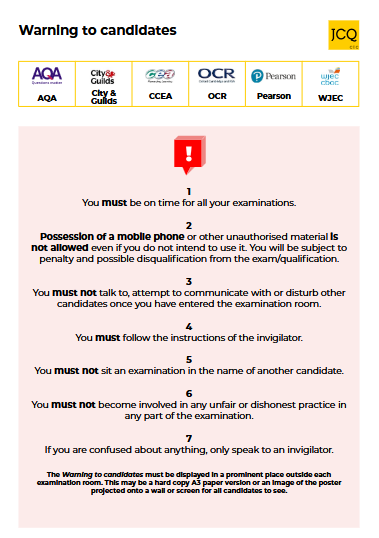 Warning to candidates
JCQ
CIC
AQA
City&
Guilds
ccea
OCR
Pearson
wjec
cbac
AQA
City &
Guilds
CCEA
OCR
Pearson
WJEC
!
1
You must be on time for all your examinations.
2
Possession of a mobile phone or other unauthorised material is
not allowed even if you do not intend to use it. You will be subject to
penalty and possible disqualification from the exam/qualification.
3
You must not talk to, attempt to communicate with or disturb other
candidates once you have entered the examination room.
4
You must follow the instructions of the invigilator.
5
You must not sit an examination in the name of another candidate.
6
You must not become involved in any unfair or dishonest practice in
any part of the examination.
7
If you are confused about anything, only speak to an invigilator.
The Warning to candidates must be displayed in a prominent place outside each
examination room. This may be a hard copy A3 paper version or an image of the poster
projected onto a wall or screen for all candidates to see.